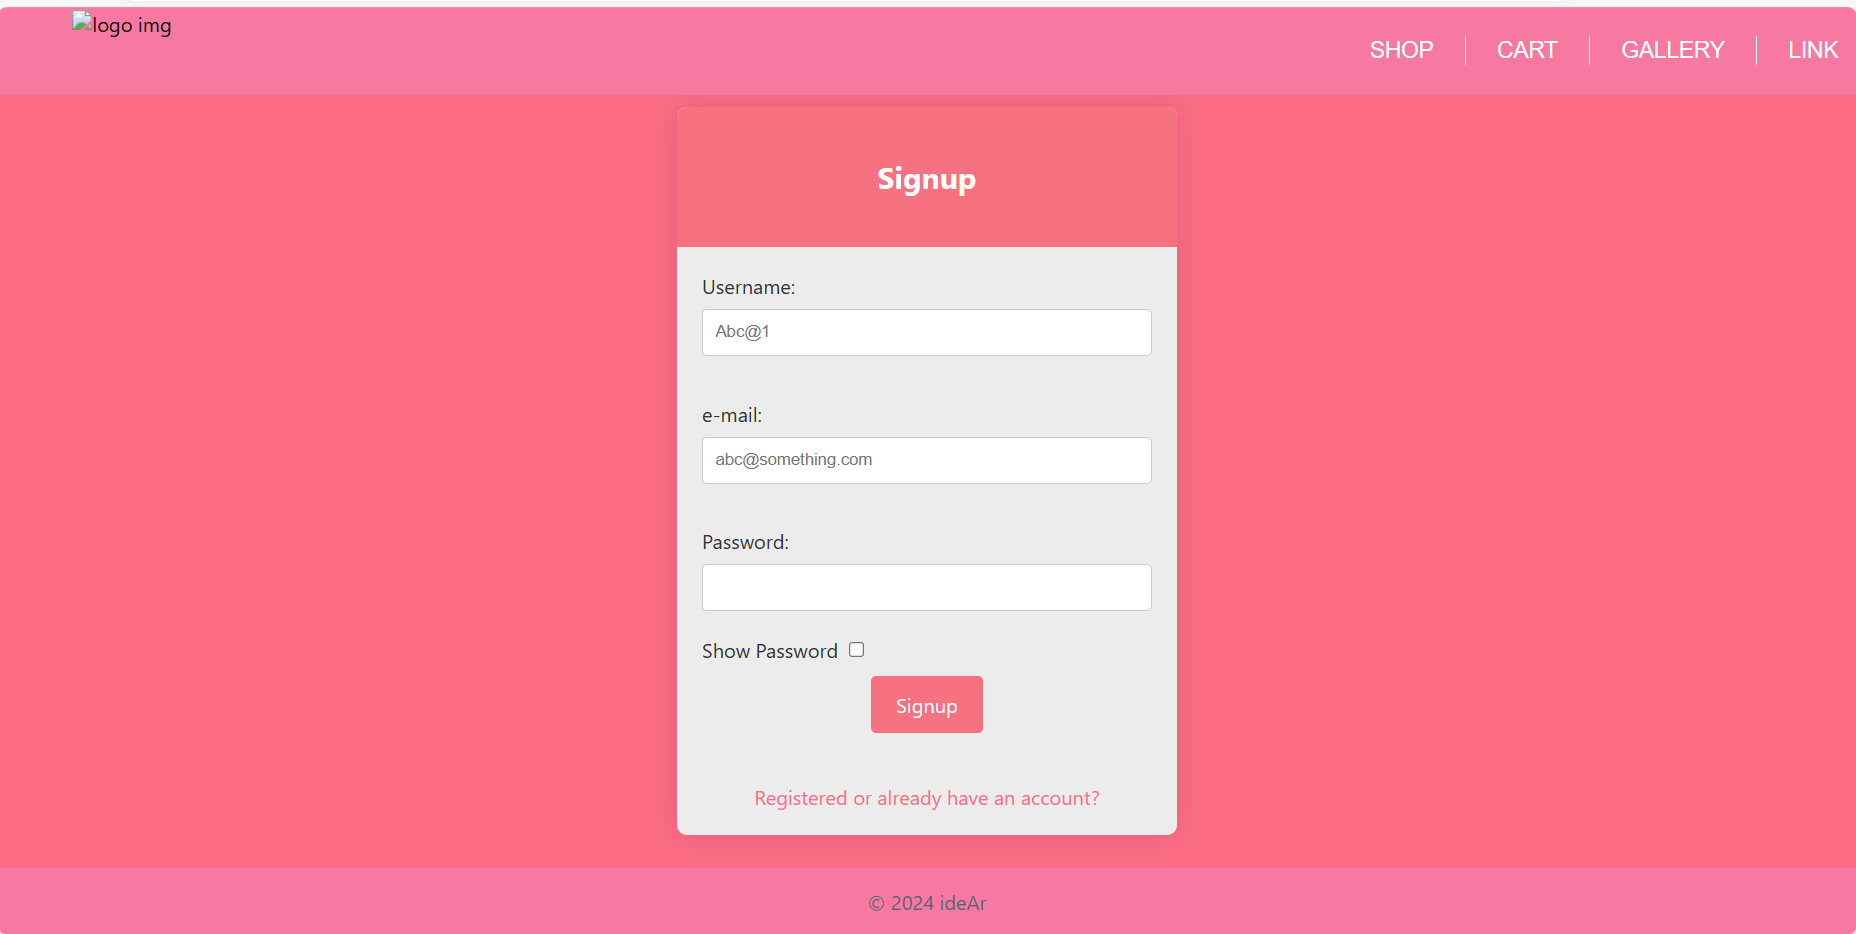 logo img
SHOP
CART
GALLERY
LINK
Signup
Username:
Abc@1
e-mail:
abc@something.com
Password:
Show Password
Signup
Registered or already have an account?
© 2024 ideAr